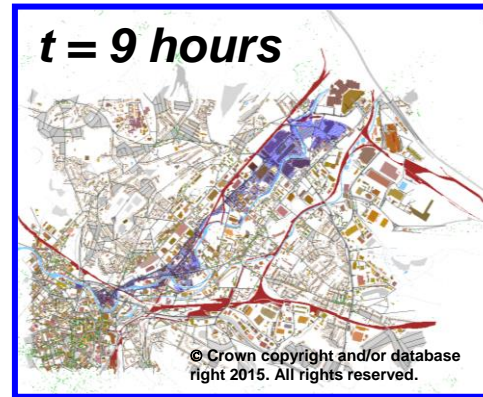 t = 9 hours
© Crown copyright and/or database
right 2015. All rights reserved.